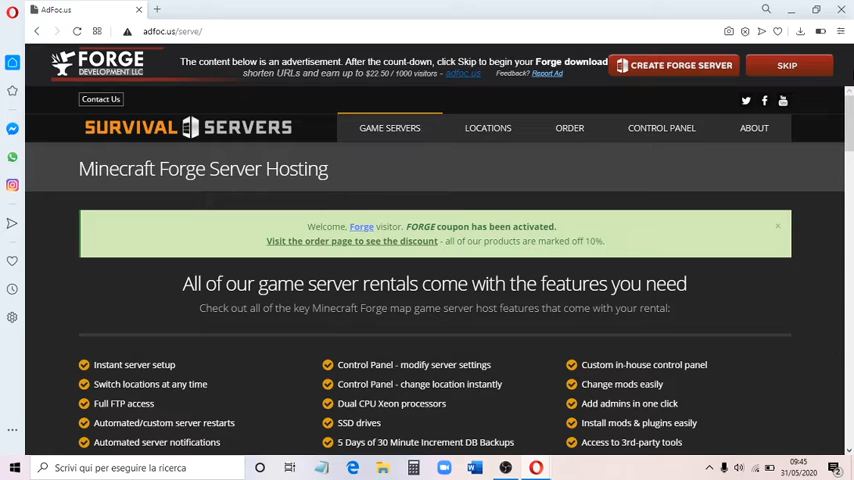 AdFoc.us
adfoc.us/serve/
FORGE
DEVELOPMENT LLC
The content below is an advertisement. After the count-down, click Skip to begin your Forge download
shorten URLs and earn up to $22.50 / 1000 visitors - adfoc.us Feedback? Report Ad
CREATE FORGE SERVER
SKIP
Contact Us
SURVIVAL SERVERS
GAME SERVERS
LOCATIONS
ORDER
CONTROL PANEL
ABOUT
Minecraft Forge Server Hosting
Welcome, Forge visitor. FORGE coupon has been activated.
Visit the order page to see the discount - all of our products are marked off 10%.
All of our game server rentals come with the features you need
Check out all of the key Minecraft Forge map game server host features that come with your rental:
Instant server setup
Switch locations at any time
Full FTP access
Automated/custom server restarts
Automated server notifications
Control Panel - modify server settings
Control Panel - change location instantly
Dual CPU Xeon processors
SSD drives
5 Days of 30 Minute Increment DB Backups
Custom in-house control panel
Change mods easily
Add admins in one click
Install mods & plugins easily
Access to 3rd-party tools
Scrivi qui per eseguire la ricerca
09:45
31/05/2020
2